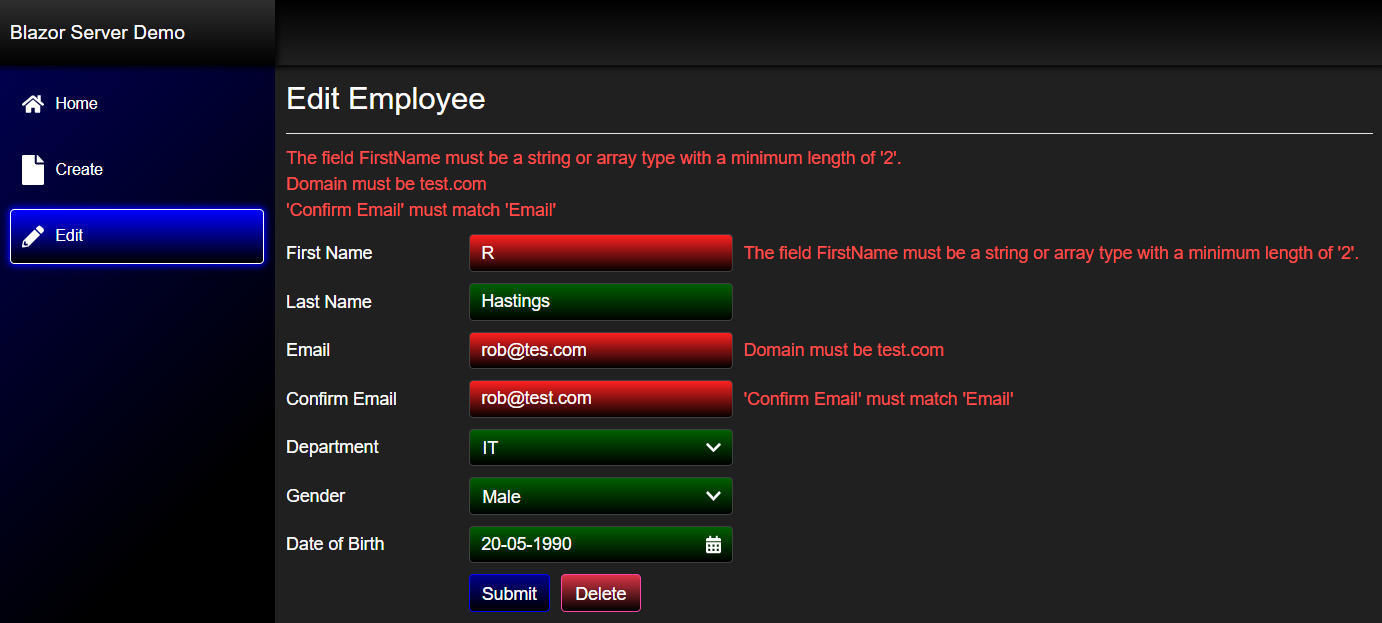 Blazor Server Demo
Home
Create
Edit
Edit Employee
The field FirstName must be a string or array type with a minimum length of '2'.
Domain must be test.com
'Confirm Email' must match 'Email'
First Name R The field FirstName must be a string or array type with a minimum length of '2'.
Last Name Hastings
Email rob@tes.com Domain must be test.com
Confirm Email rob@test.com 'Confirm Email' must match 'Email'
Department IT
Gender Male
Date of Birth 20-05-1990
Submit Delete